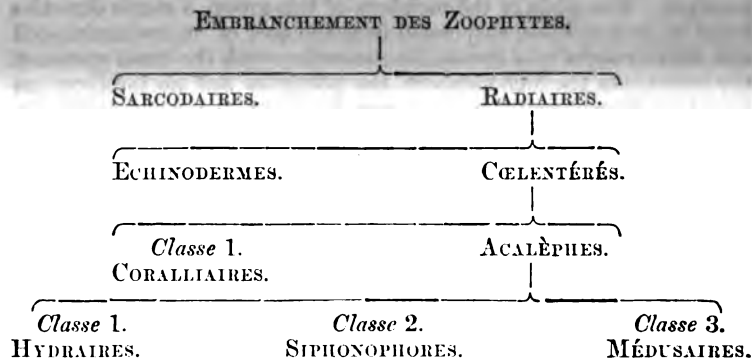 EMBRANCHEMENT DES ZOOPHYTES.
SARCODAIRES. RADIAIRES.
ECHINODERMES. CŒLENTÉRÉS.
Classe 1. ACALÈPHES.
CORALLIAIRES.
Classe 1. Classe 2. Classe 3.
HYDRAIRES. SIPHONOPHORES. MÉDUSAIRES.